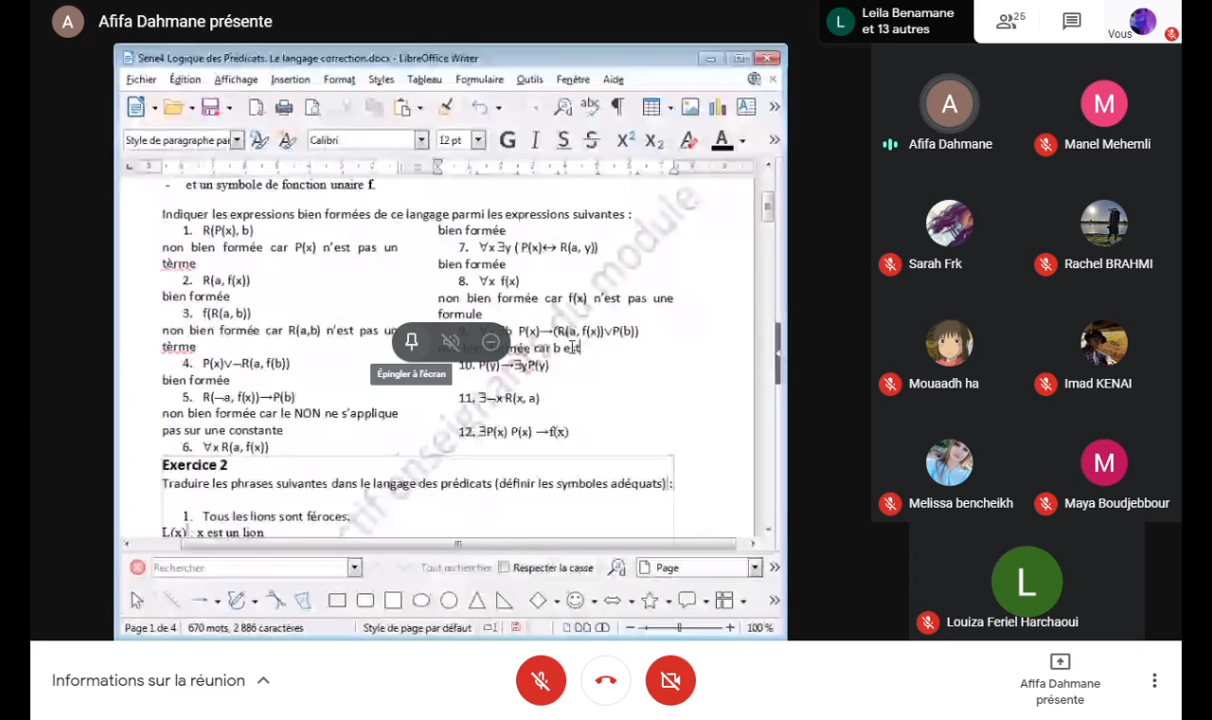 A Afifa Dahmane présente
L Leila Benamane
et 13 autres
25
Vous
Serie4 Logique des Prédicats. Le langage correction.docx - LibreOffice Writer
Fichier Édition Affichage Insertion Format Styles Tableau Formulaire Outils Fenêtre Aide
Style de paragraphe par Calibri 12 pt G I S S X² X₂ A A
- et un symbole de fonction unaire f.
Indiquer les expressions bien formées de ce langage parmi les expressions suivantes :
1. R(P(x), b)
non bien formée car P(x) n'est pas un
tèrme
2. R(a, f(x))
bien formée
3. f(R(a, b))
non bien formée car R(a,b) n'est pas un
tèrme
4. P(x)∨¬R(a, f(b))
bien formée
5. R(¬a, f(x))→P(b)
non bien formée car le NON ne s'applique
pas sur une constante
6. ∀x R(a, f(x))
bien formée
7. ∀x ∃y ( P(x)↔ R(a, y))
bien formée
8. ∀x f(x)
non bien formée car f(x) n'est pas une
formule
9. ∀x ∃b P(x)→(R(a, f(x))∨P(b))
non bien formée car b est
10. P(y)→∃yP(y)
11. ∃¬x R(x, a)
12. ∃P(x) P(x) →f(x)
Épingler à l'écran
Exercice 2
Traduire les phrases suivantes dans le langage des prédicats (définir les symboles adéquats) :
1. Tous les lions sont féroces.
L(x) : x est un lion
Rechercher Tout rechercher Respecter la casse Page
Page 1 de 4 670 mots, 2 886 caractères Style de page par défaut 100 %
A M
Afifa Dahmane Manel Mehemli
Sarah Frk Rachel BRAHMI
Mouaadh ha Imad KENAI
M
Melissa bencheikh Maya Boudjebbour
L
Louiza Feriel Harchaoui
Informations sur la réunion
Afifa Dahmane
présente